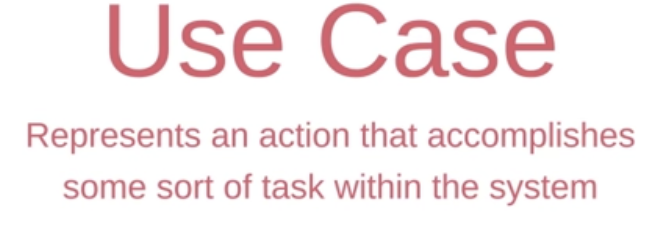 Use Case
Represents an action that accomplishes
some sort of task within the system